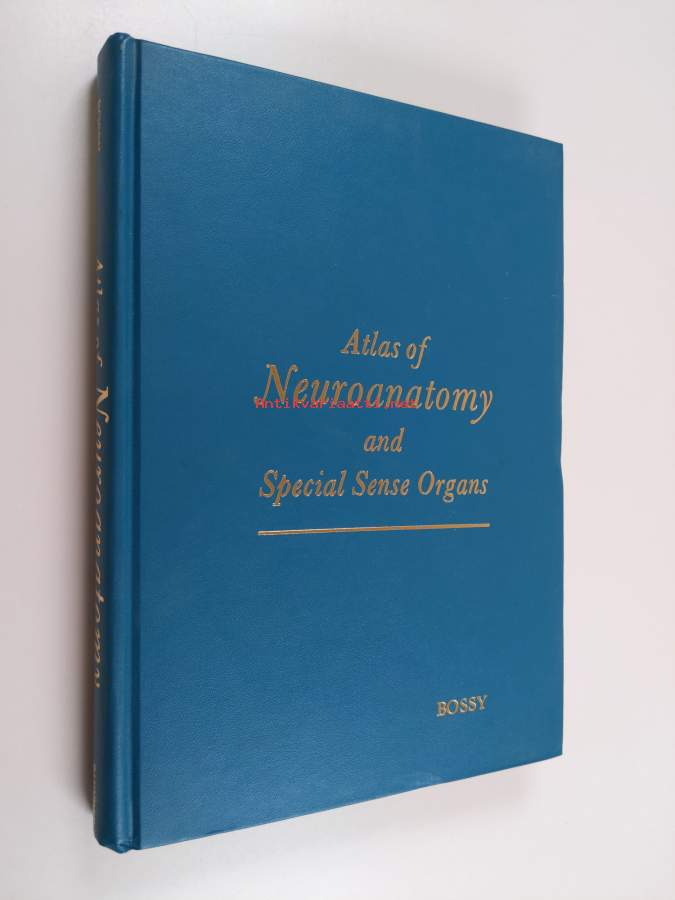 Atlas of
Neuroanatomy
Antikvariaatti.net
and
Special Sense Organs
BOSSY
Atlas of Neuroanatomy